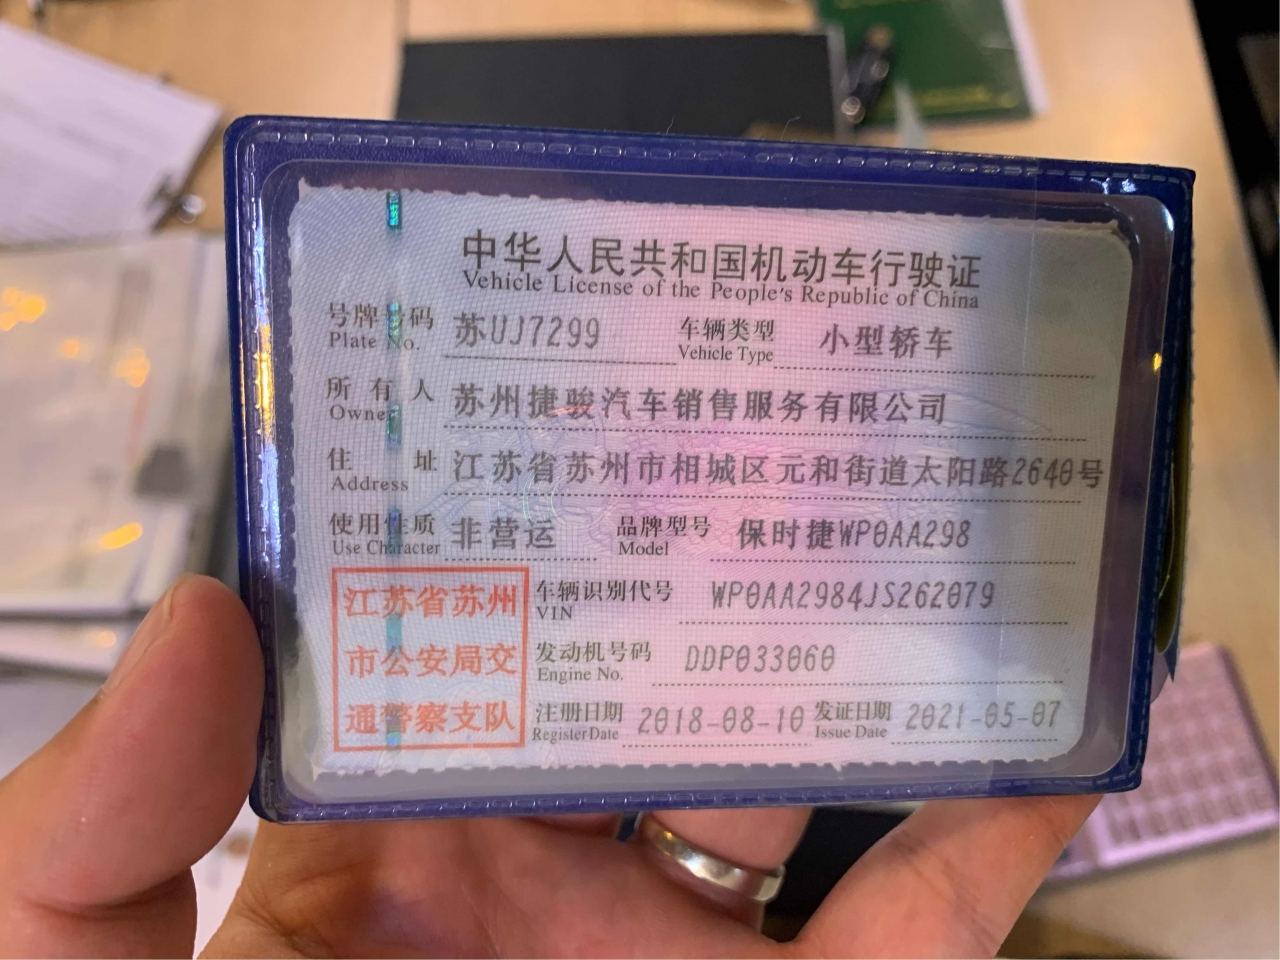 中华人民共和国机动车行驶证
Vehicle License of the People's Republic of China
号牌号码 苏UJ7299 车辆类型 小型轿车
Plate No. Vehicle Type
所有人 苏州捷骏汽车销售服务有限公司
Owner
住址 江苏省苏州市相城区元和街道太阳路2640号
Address
使用性质 非营运 品牌型号 保时捷WP0AA298
Use Character Model
江苏省苏州 车辆识别代号 WP0AA2984JS262079
VIN
市公安局交 发动机号码 DDP033060
Engine No.
通警察支队 注册日期 2018-08-10 发证日期 2021-05-07
Register Date Issue Date